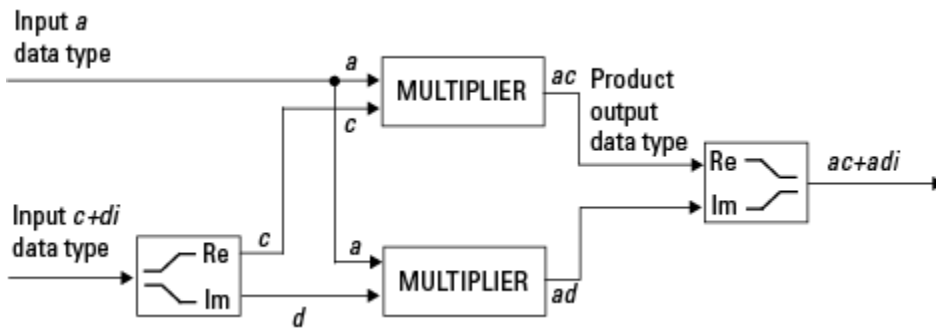 Input a
data type
a
c
MULTIPLIER
ac
Product
output
data type
Re
Im
ac+adi
Input c+di
data type
Re
Im
c
d
a
MULTIPLIER
ad